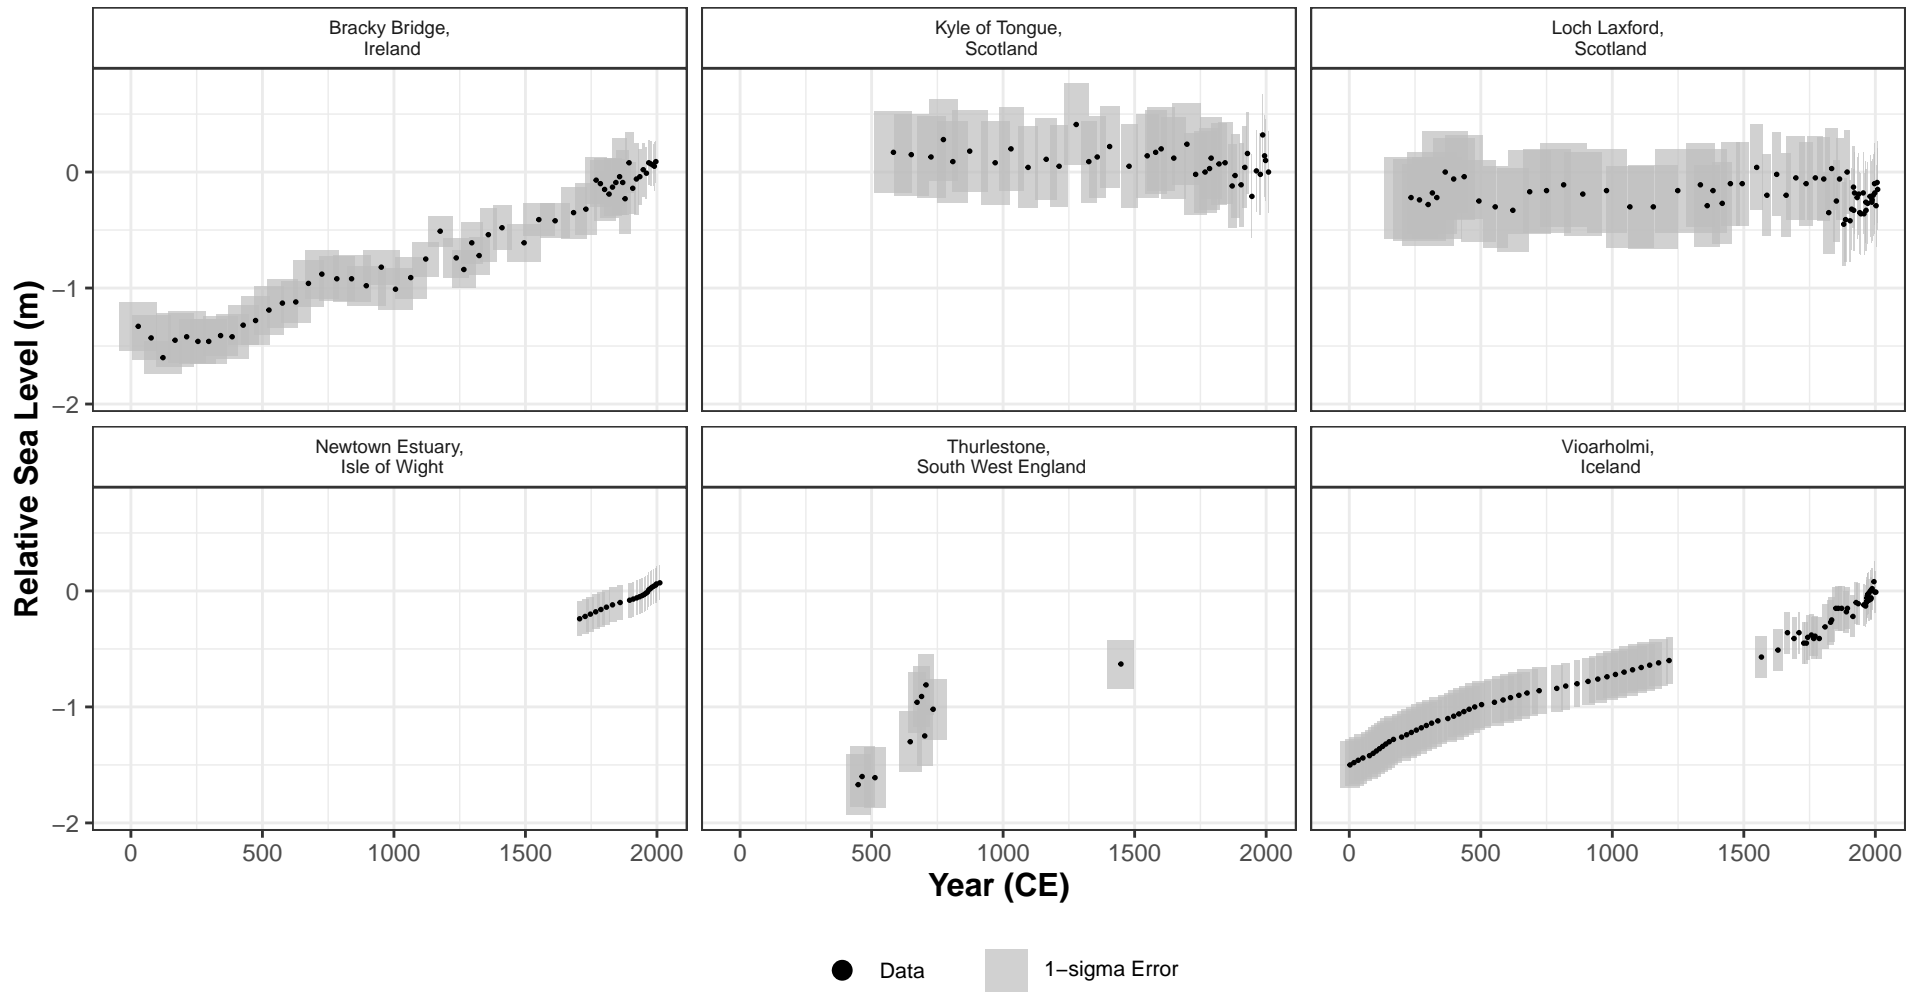 Bracky Bridge,
Ireland
Kyle of Tongue,
Scotland
Loch Laxford,
Scotland
0
−1
−2
Newtown Estuary,
Isle of Wight
Thurlestone,
South West England
Vioarholmi,
Iceland
0
−1
−2
0 500 1000 1500 2000
0 500 1000 1500 2000
0 500 1000 1500 2000
Relative Sea Level (m)
Year (CE)
Data
1−sigma Error